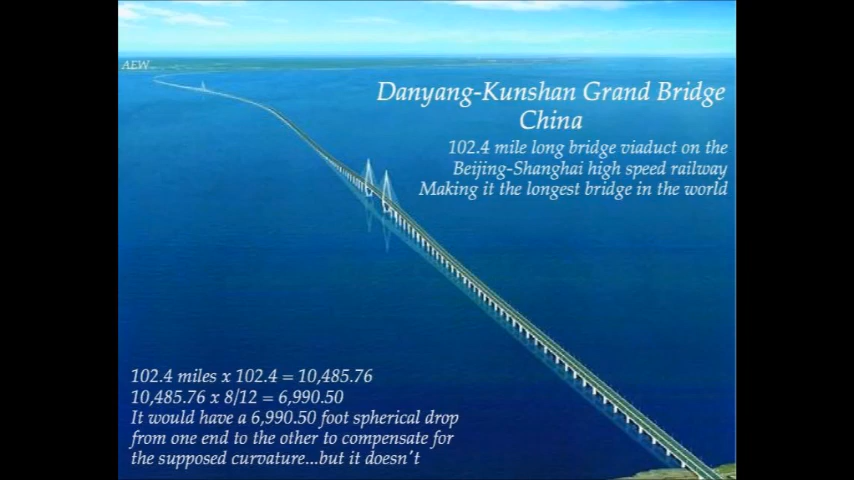 AEW
Danyang-Kunshan Grand Bridge
China
102.4 mile long bridge viaduct on the
Beijing-Shanghai high speed railway
Making it the longest bridge in the world
102.4 miles x 102.4 = 10,485.76
10,485.76 x 8/12 = 6,990.50
It would have a 6,990.50 foot spherical drop
from one end to the other to compensate for
the supposed curvature...but it doesn't